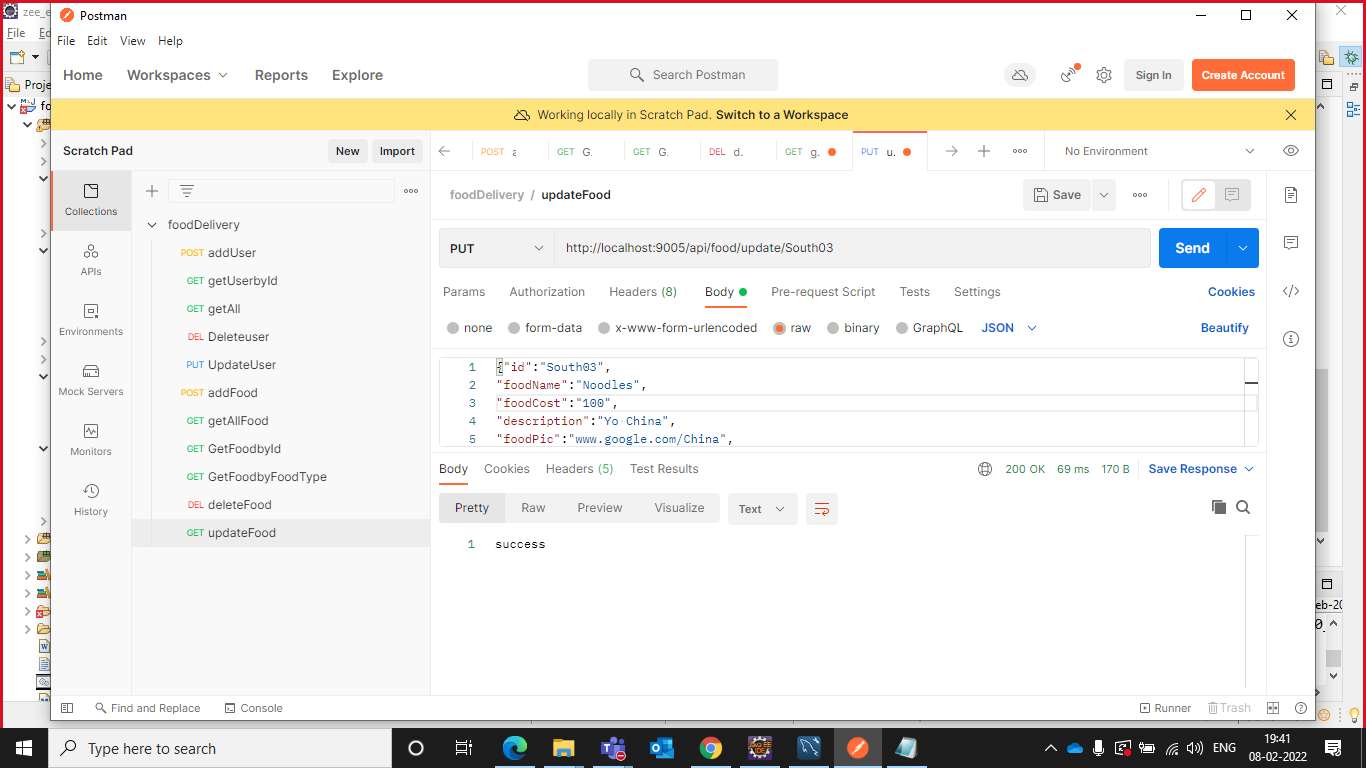 zee_e
Postman
File
File Edit View Help
Home Workspaces Reports Explore
Search Postman
Sign In
Create Account
Working locally in Scratch Pad. Switch to a Workspace
Scratch Pad
New
Import
POST
GET G.
GET G.
DEL d.
GET g.
PUT u.
No Environment
Collections
APIs
Environments
Mock Servers
Monitors
History
foodDelivery
POST addUser
GET getUserbyId
GET getAll
DEL Deleteuser
PUT UpdateUser
POST addFood
GET getAllFood
GET GetFoodbyId
GET GetFoodbyFoodType
DEL deleteFood
GET updateFood
foodDelivery / updateFood
Save
PUT
http://localhost:9005/api/food/update/South03
Send
Params Authorization Headers (8) Body Pre-request Script Tests Settings
Cookies
none form-data x-www-form-urlencoded raw binary GraphQL JSON
Beautify
1 {"id":"South03",
2 "foodName":"Noodles",
3 "foodCost":"100",
4 "description":"Yo China",
5 "foodPic":"www.google.com/China",
Body Cookies Headers (5) Test Results
200 OK 69 ms 170 B Save Response
Pretty Raw Preview Visualize Text
1 success
Find and Replace
Console
Runner
Trash
Type here to search
ENG
19:41
08-02-2022